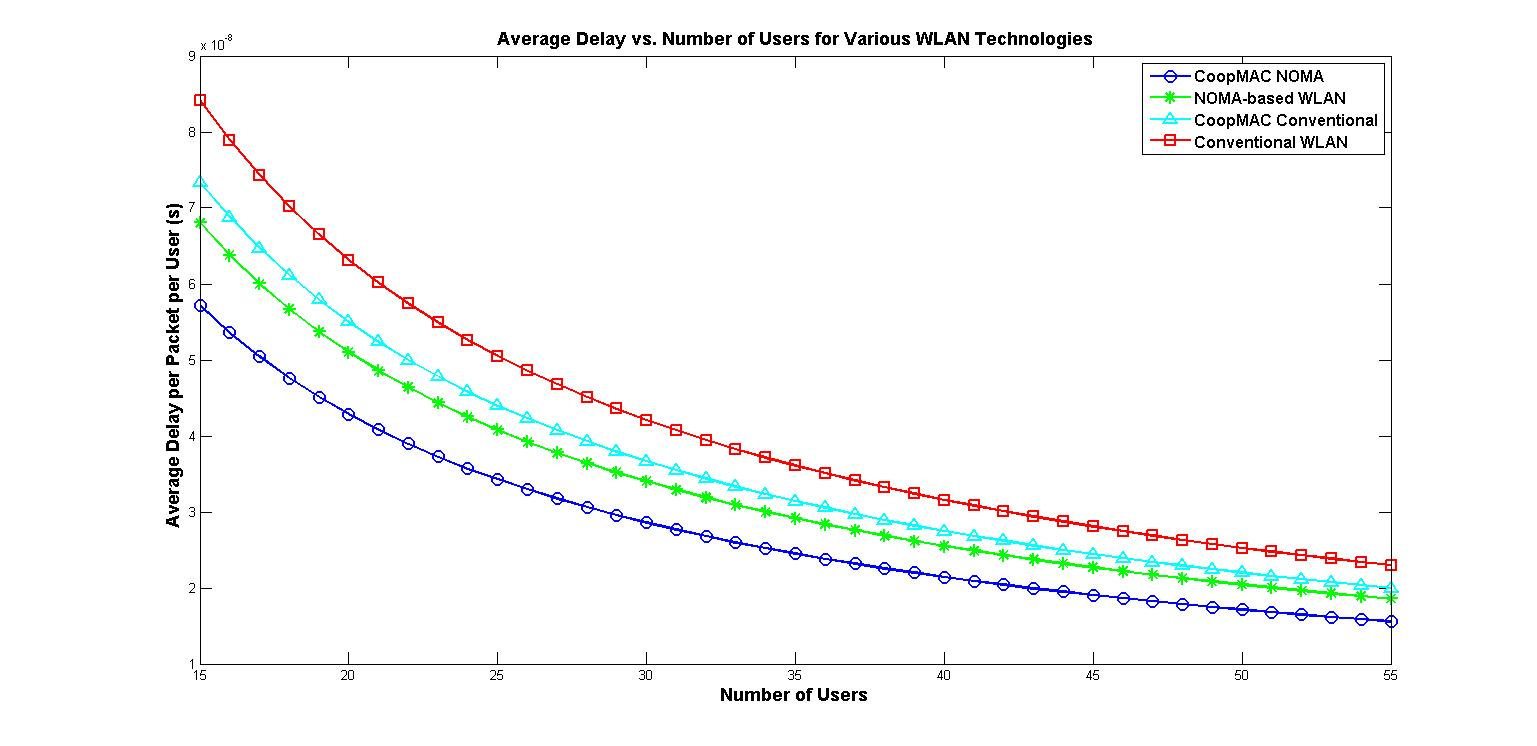 Average Delay vs. Number of Users for Various WLAN Technologies
x 10⁻⁸
9
8
7
6
5
4
3
2
1
Average Delay per Packet per User (s)
CoopMAC NOMA
NOMA-based WLAN
CoopMAC Conventional
Conventional WLAN
15 20 25 30 35 40 45 50 55
Number of Users